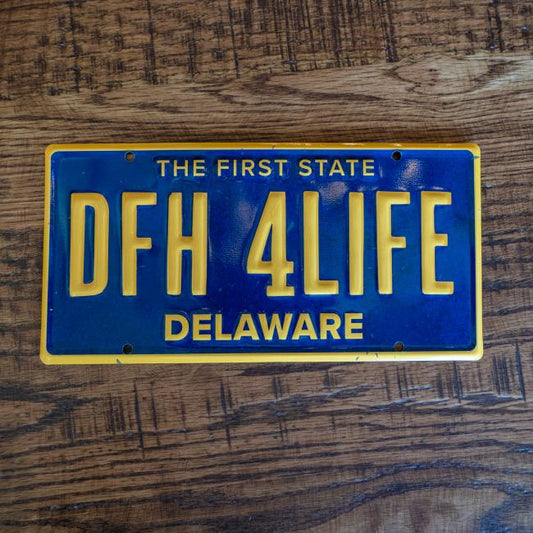 THE FIRST STATE
DFH 4LIFE
DELAWARE